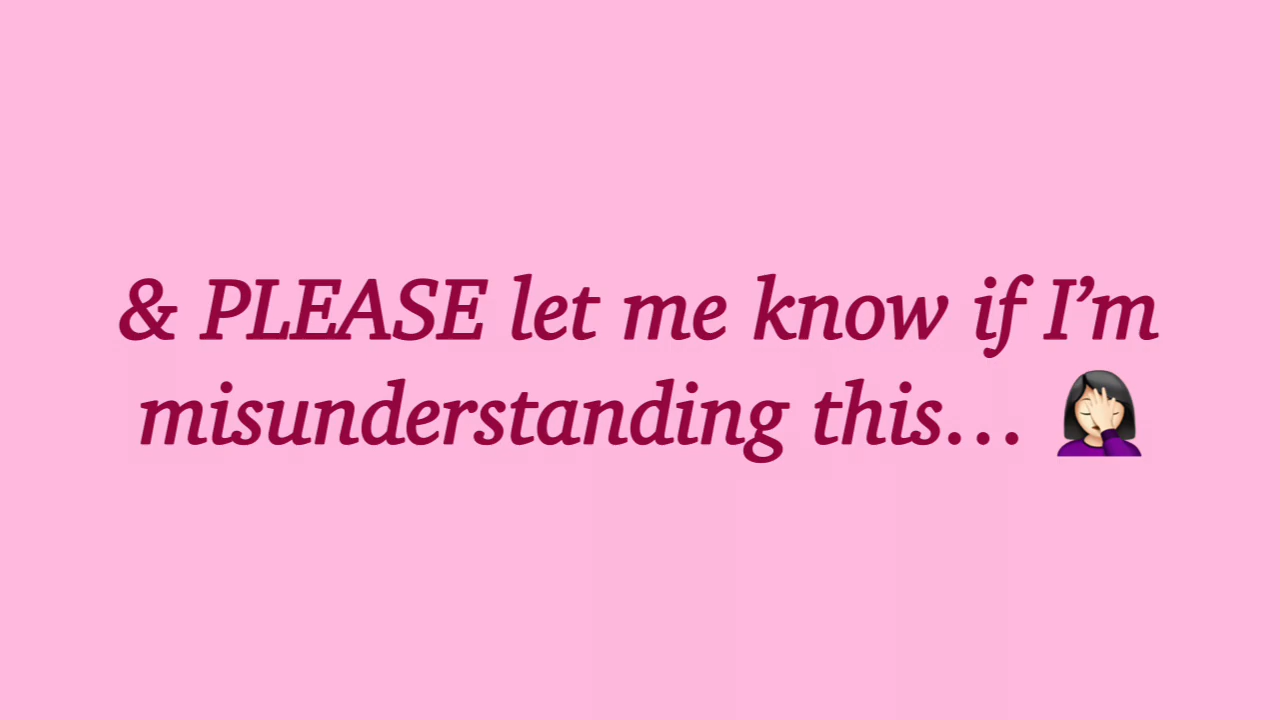 & PLEASE let me know if I’m
misunderstanding this… 🤦🏻‍♀️